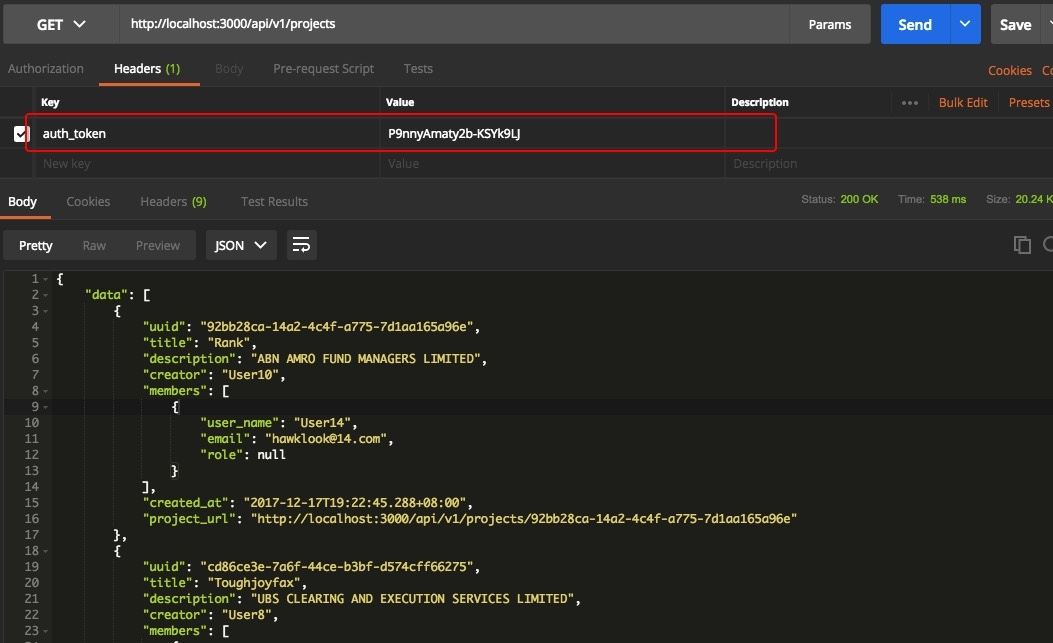 GET http://localhost:3000/api/v1/projects Params Send Save
Authorization Headers (1) Body Pre-request Script Tests Cookies
Key Value Description ••• Bulk Edit Presets
auth_token P9nnyAmaty2b-KSYk9LJ
New key Value Description
Body Cookies Headers (9) Test Results Status: 200 OK Time: 538 ms Size: 20.24 K
Pretty Raw Preview JSON
1 {
2 "data": [
3 {
4 "uuid": "92bb28ca-14a2-4c4f-a775-7d1aa165a96e",
5 "title": "Rank",
6 "description": "ABN AMRO FUND MANAGERS LIMITED",
7 "creator": "User10",
8 "members": [
9 {
10 "user_name": "User14",
11 "email": "hawklook@14.com",
12 "role": null
13 }
14 ],
15 "created_at": "2017-12-17T19:22:45.288+08:00",
16 "project_url": "http://localhost:3000/api/v1/projects/92bb28ca-14a2-4c4f-a775-7d1aa165a96e"
17 },
18 {
19 "uuid": "cd86ce3e-7a6f-44ce-b3bf-d574cff66275",
20 "title": "Toughjoyfax",
21 "description": "UBS CLEARING AND EXECUTION SERVICES LIMITED",
22 "creator": "User8",
23 "members": [